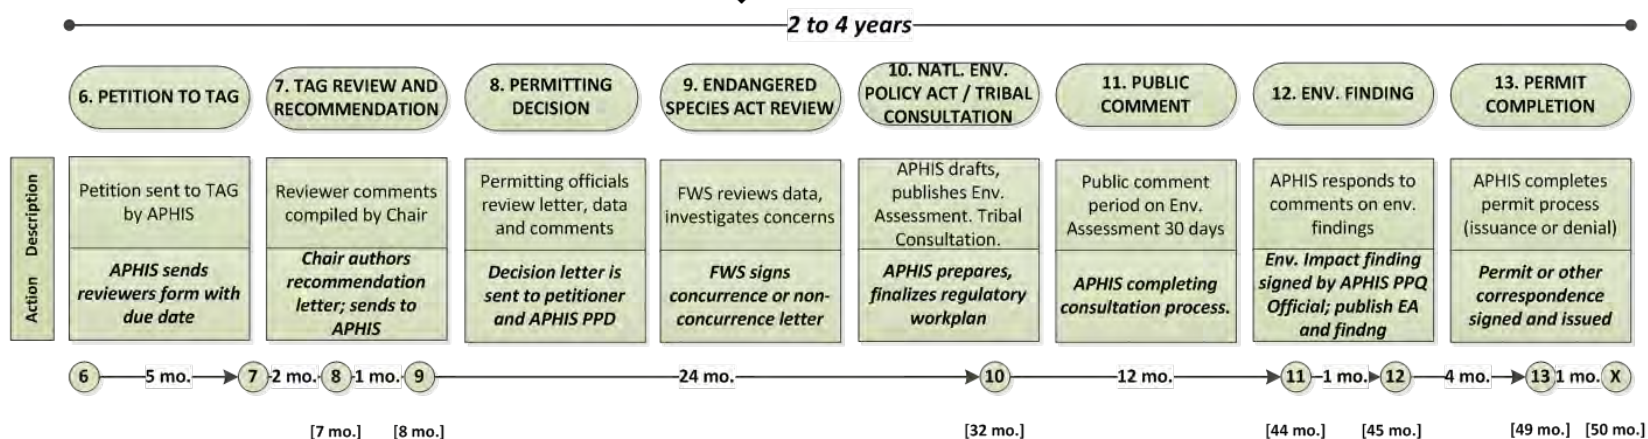 2 to 4 years
6. PETITION TO TAG
7. TAG REVIEW AND
RECOMMENDATION
8. PERMITTING
DECISION
9. ENDANGERED
SPECIES ACT REVIEW
10. NATL. ENV.
POLICY ACT / TRIBAL
CONSULTATION
11. PUBLIC
COMMENT
12. ENV. FINDING
13. PERMIT
COMPLETION
Description
Petition sent to TAG
by APHIS
Reviewer comments
compiled by Chair
Permitting officials
review letter, data
and comments
FWS reviews data,
investigates concerns
APHIS drafts,
publishes Env.
Assessment. Tribal
Consultation.
Public comment
period on Env.
Assessment 30 days
APHIS responds to
comments on env.
findings
APHIS completes
permit process
(issuance or denial)
Action
APHIS sends
reviewers form with
due date
Chair authors
recommendation
letter; sends to
APHIS
Decision letter is
sent to petitioner
and APHIS PPD
FWS signs
concurrence or non-
concurrence letter
APHIS prepares,
finalizes regulatory
workplan
APHIS completing
consultation process.
Env. Impact finding
signed by APHIS PPQ
Official; publish EA
and findng
Permit or other
correspondence
signed and issued
6 5 mo. 7 2 mo. 8 1 mo. 9 24 mo. 10 12 mo. 11 1 mo. 12 4 mo. 13 1 mo. X
[7 mo.] [8 mo.] [32 mo.] [44 mo.] [45 mo.] [49 mo.] [50 mo.]